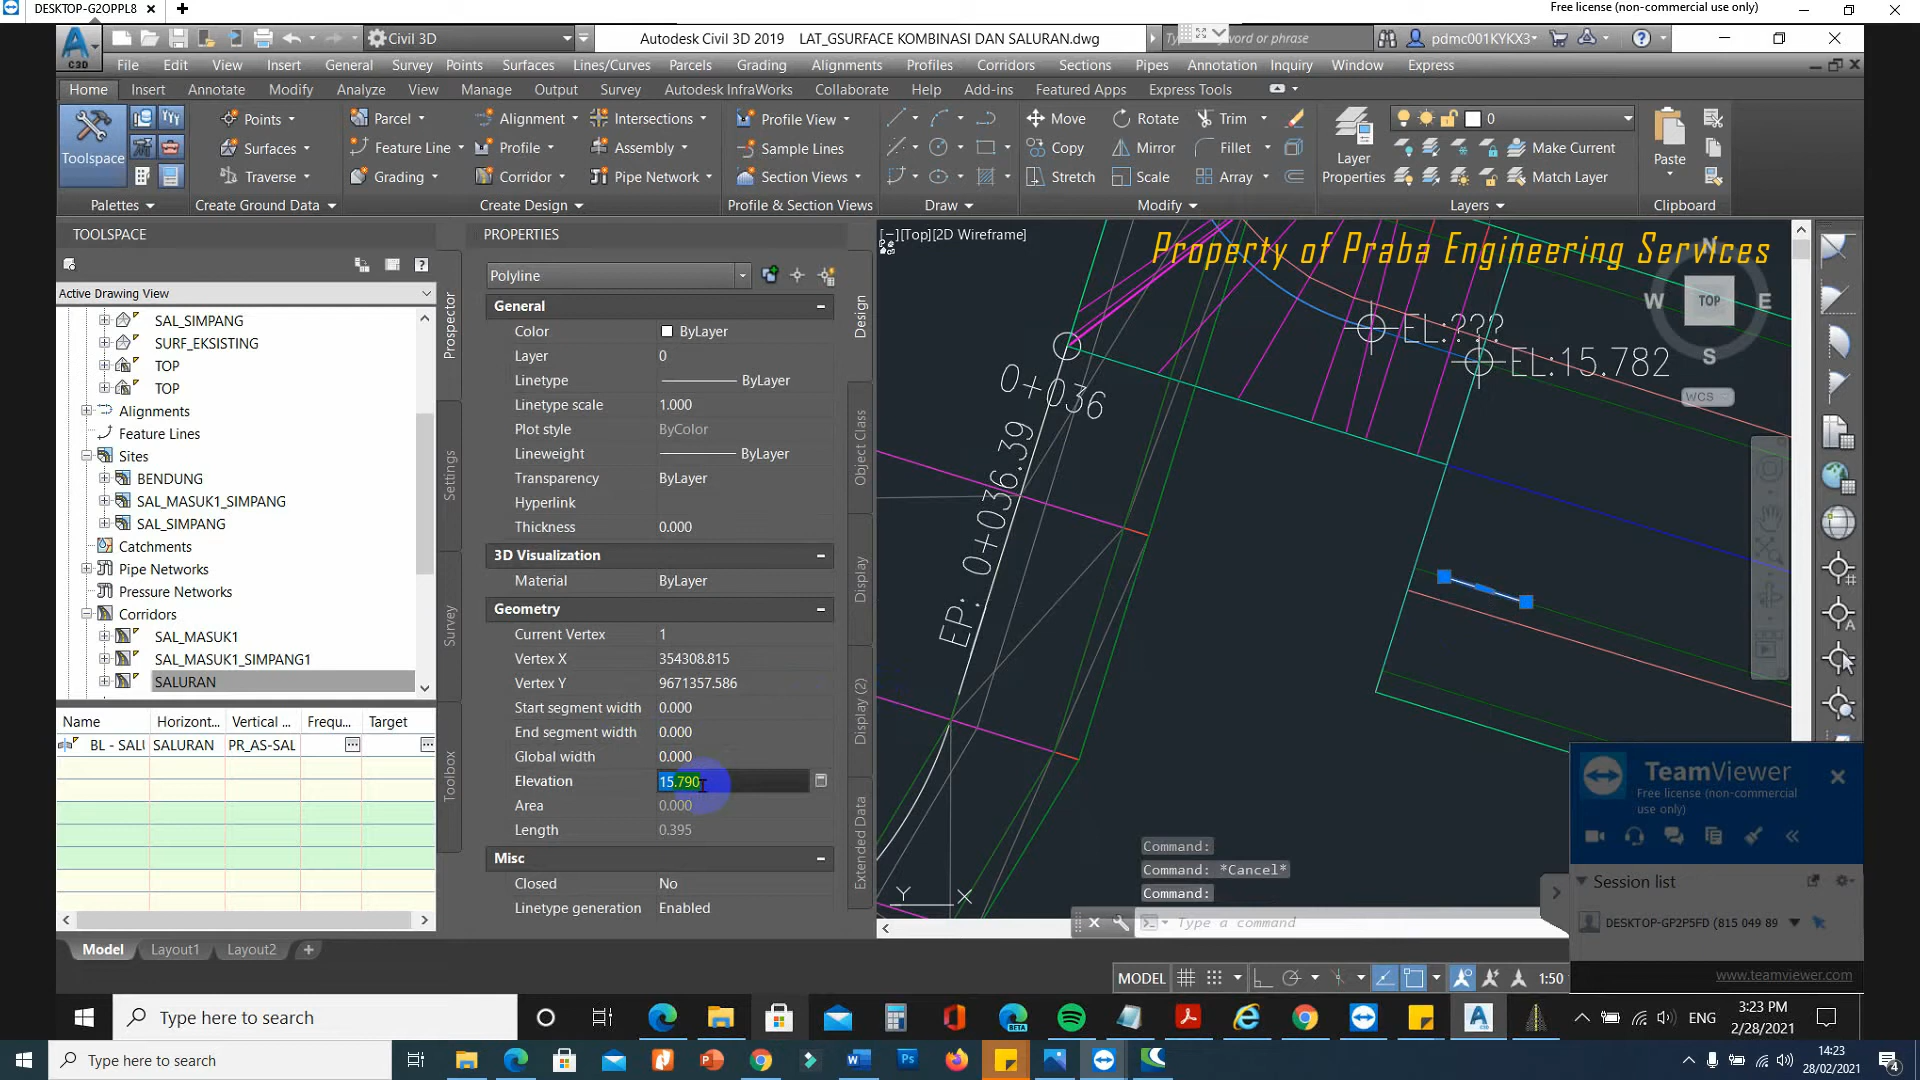 DESKTOP-G2OPPL8
Free license (non-commercial use only)
Civil 3D
Autodesk Civil 3D 2019 LAT_GSURFACE KOMBINASI DAN SALURAN.dwg
word or phrase
pdmc001KYKX3
C3D
File Edit View Insert General Survey Points Surfaces Lines/Curves Parcels Grading Alignments Profiles Corridors Sections Pipes Annotation Inquiry Window Express
Home Insert Annotate Modify Analyze View Manage Output Survey Autodesk InfraWorks Collaborate Help Add-ins Featured Apps Express Tools
Toolspace
Points
Surfaces
Traverse
Parcel
Feature Line
Grading
Alignment
Profile
Corridor
Intersections
Assembly
Pipe Network
Profile View
Sample Lines
Section Views
Move
Copy
Stretch
Rotate
Mirror
Scale
Trim
Fillet
Array
Layer
Properties
0
Make Current
Match Layer
Paste
Palettes
Create Ground Data
Create Design
Profile & Section Views
Draw
Modify
Layers
Clipboard
TOOLSPACE
Active Drawing View
SAL_SIMPANG
SURF_EKSISTING
TOP
TOP
Alignments
Feature Lines
Sites
BENDUNG
SAL_MASUK1_SIMPANG
SAL_SIMPANG
Catchments
Pipe Networks
Pressure Networks
Corridors
SAL_MASUK1
SAL_MASUK1_SIMPANG1
SALURAN
Prospector
Settings
Survey
Toolbox
Name Horizont... Vertical ... Frequ... Target
BL - SALU SALURAN PR_AS-SAL
PROPERTIES
Polyline
General
Color ByLayer
Layer 0
Linetype ByLayer
Linetype scale 1.000
Plot style ByColor
Lineweight ByLayer
Transparency ByLayer
Hyperlink
Thickness 0.000
3D Visualization
Material ByLayer
Geometry
Current Vertex 1
Vertex X 354308.815
Vertex Y 9671357.586
Start segment width 0.000
End segment width 0.000
Global width 0.000
Elevation 15.790
Area 0.000
Length 0.395
Misc
Closed No
Linetype generation Enabled
Design
Object Class
Display
Display (2)
Extended Data
[−][Top][2D Wireframe]
Property of Praba Engineering Services
N
W TOP E
S
WCS
EL:???
EL:15.782
0+036
EP: 0+036.39
Y X
Command:
Command: *Cancel*
Command:
Type a command
TeamViewer
Free license (non-commercial
use only)
Session list
DESKTOP-GP2P5FD (815 049 89
www.teamviewer.com
Model Layout1 Layout2
MODEL
1:50
Type here to search
BETA
ENG
3:23 PM
2/28/2021
Type here to search
14:23
28/02/2021
4